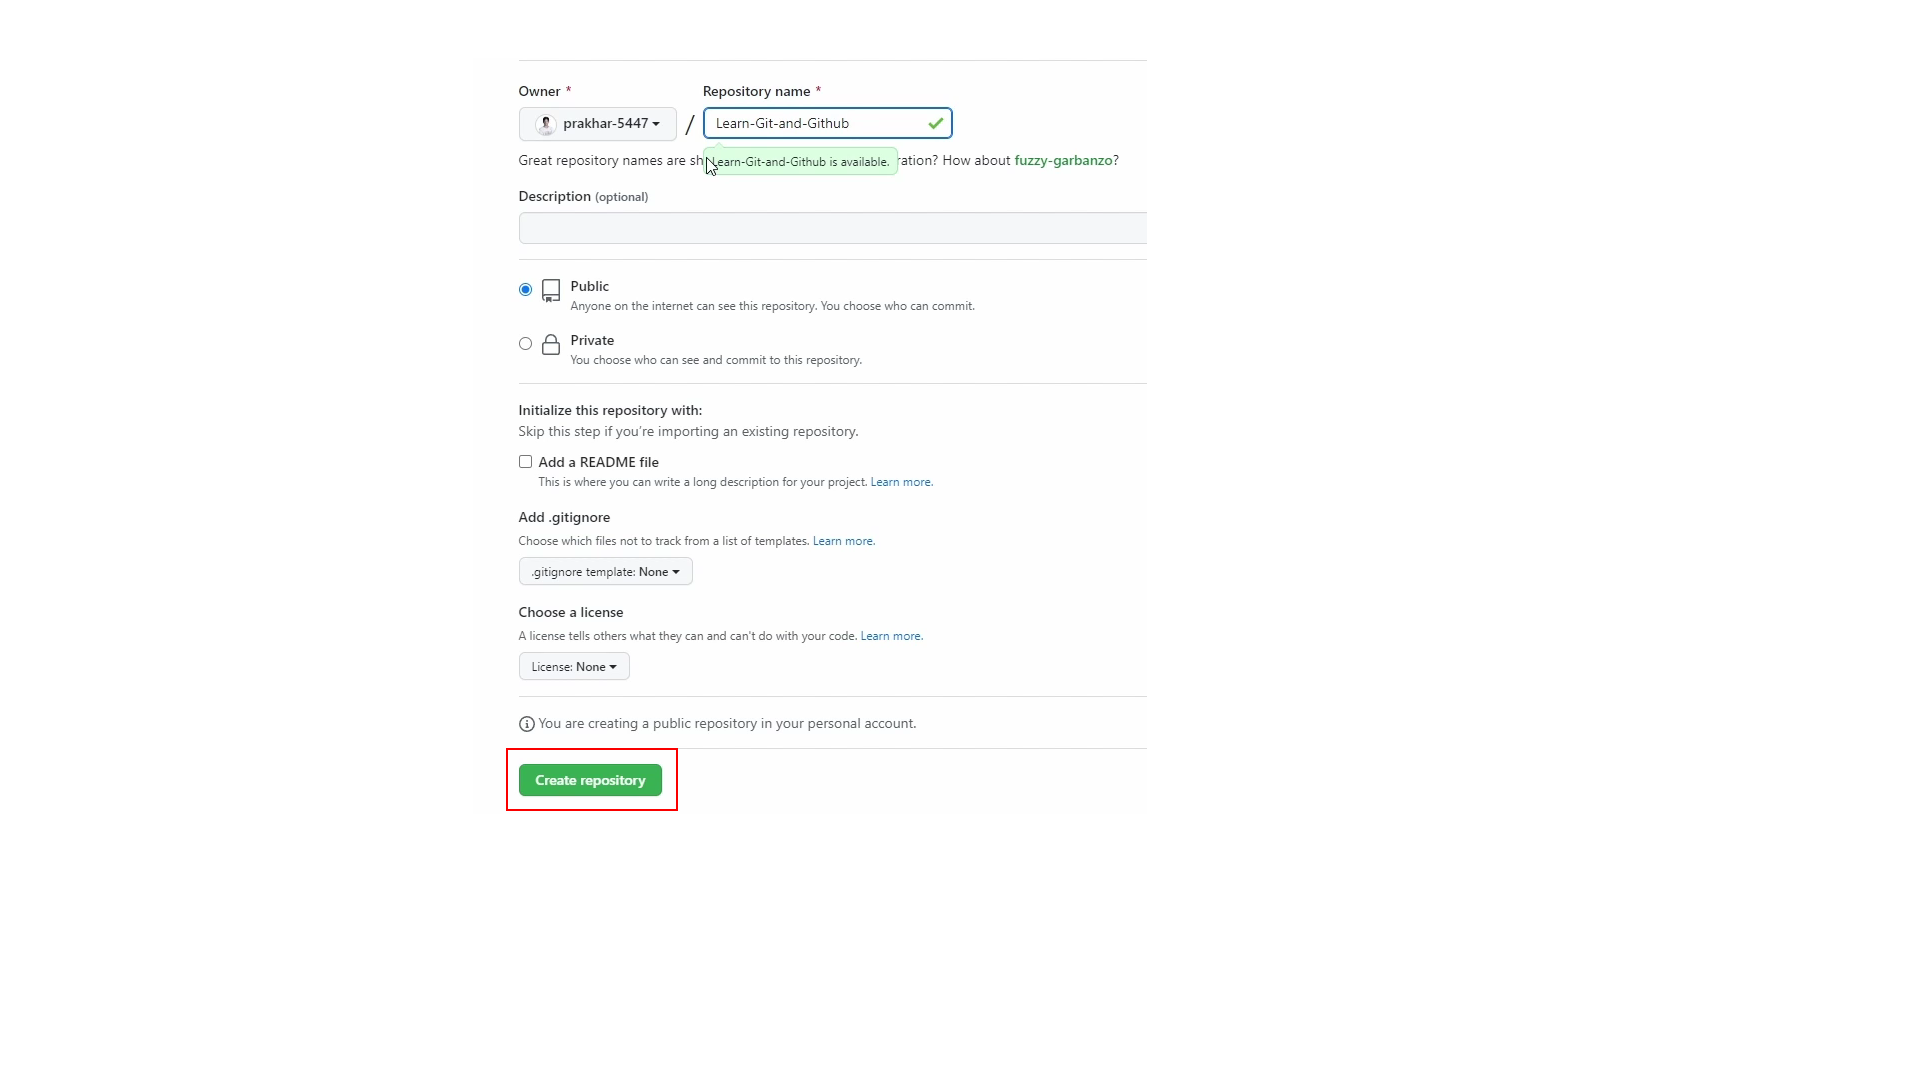 Owner * Repository name *
prakhar-5447 / Learn-Git-and-Github
Great repository names are sh Learn-Git-and-Github is available. ration? How about fuzzy-garbanzo?
Description (optional)
Public
Anyone on the internet can see this repository. You choose who can commit.
Private
You choose who can see and commit to this repository.
Initialize this repository with:
Skip this step if you're importing an existing repository.
Add a README file
This is where you can write a long description for your project. Learn more.
Add .gitignore
Choose which files not to track from a list of templates. Learn more.
.gitignore template: None
Choose a license
A license tells others what they can and can't do with your code. Learn more.
License: None
You are creating a public repository in your personal account.
Create repository